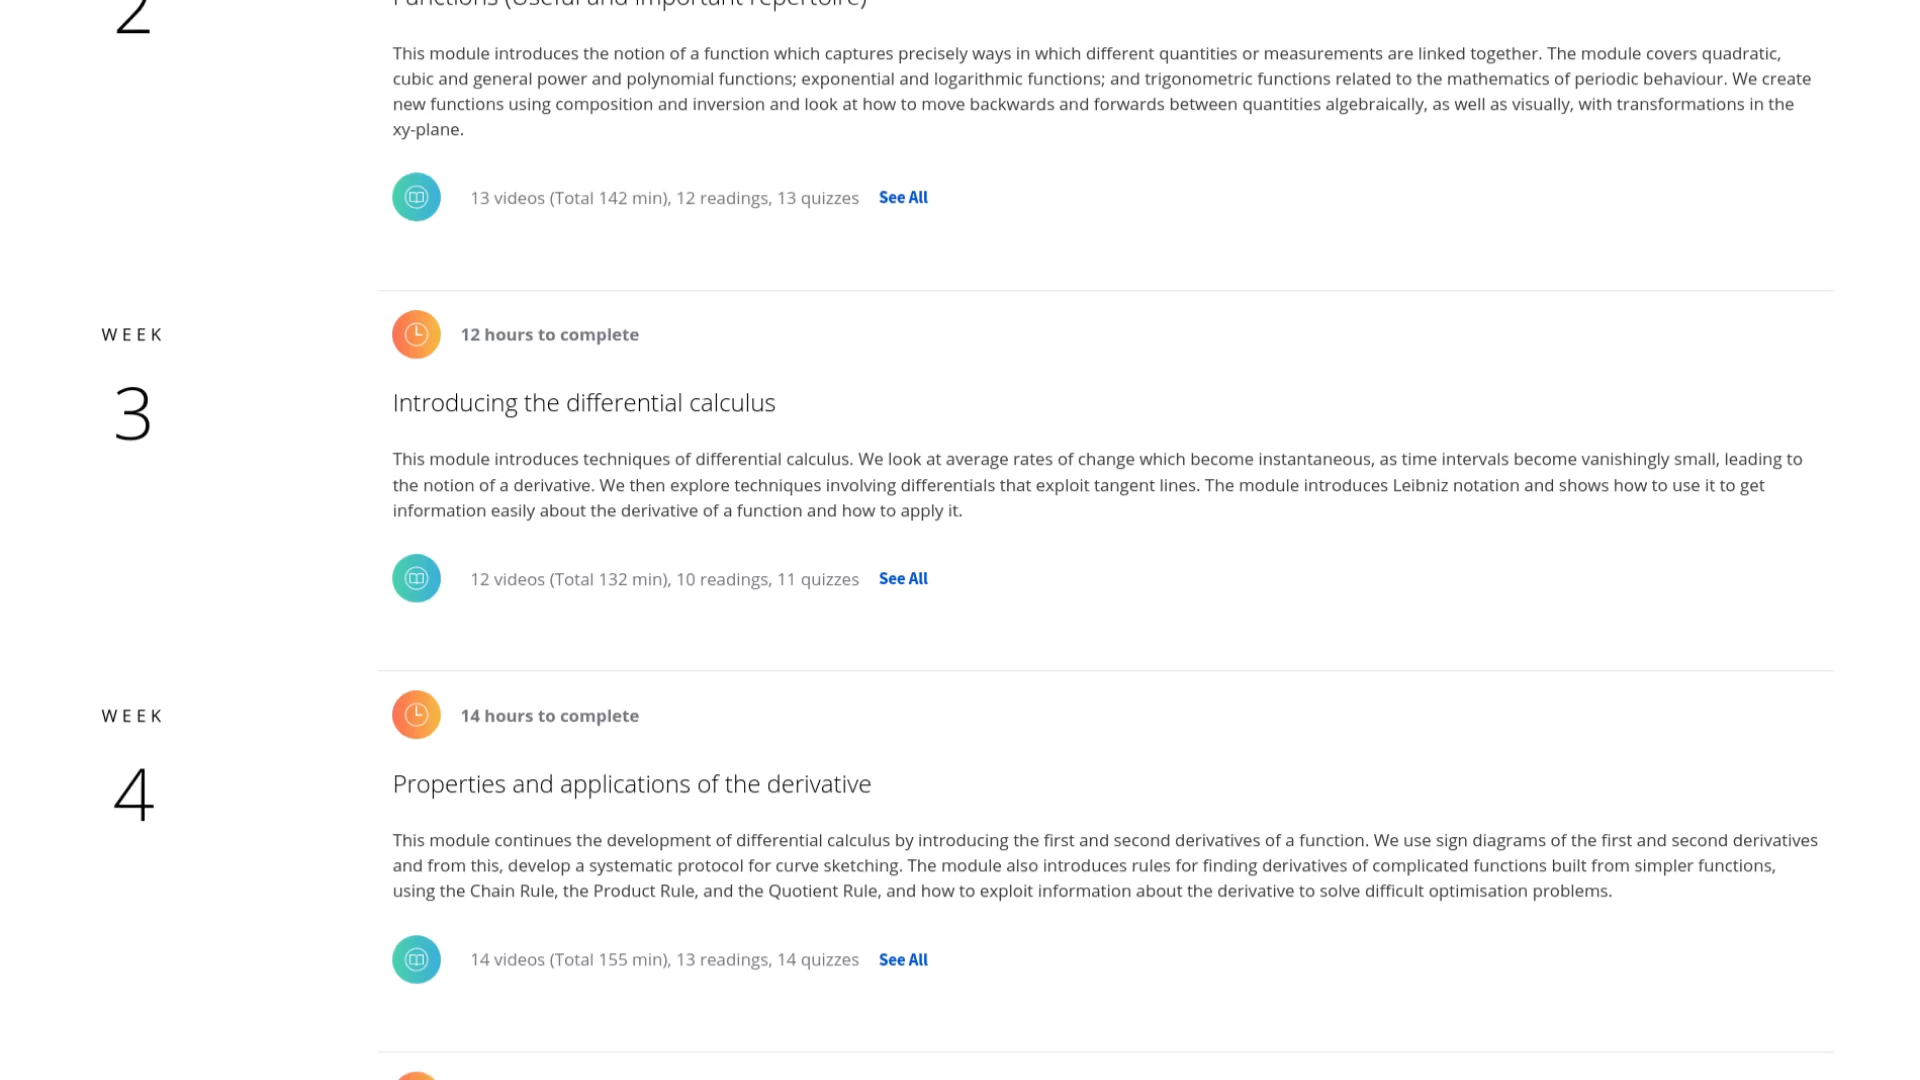 2
Functions (Useful and important repertoire)
This module introduces the notion of a function which captures precisely ways in which different quantities or measurements are linked together. The module covers quadratic,
cubic and general power and polynomial functions; exponential and logarithmic functions; and trigonometric functions related to the mathematics of periodic behaviour. We create
new functions using composition and inversion and look at how to move backwards and forwards between quantities algebraically, as well as visually, with transformations in the
xy-plane.
13 videos (Total 142 min), 12 readings, 13 quizzes See All
WEEK
3
12 hours to complete
Introducing the differential calculus
This module introduces techniques of differential calculus. We look at average rates of change which become instantaneous, as time intervals become vanishingly small, leading to
the notion of a derivative. We then explore techniques involving differentials that exploit tangent lines. The module introduces Leibniz notation and shows how to use it to get
information easily about the derivative of a function and how to apply it.
12 videos (Total 132 min), 10 readings, 11 quizzes See All
WEEK
4
14 hours to complete
Properties and applications of the derivative
This module continues the development of differential calculus by introducing the first and second derivatives of a function. We use sign diagrams of the first and second derivatives
and from this, develop a systematic protocol for curve sketching. The module also introduces rules for finding derivatives of complicated functions built from simpler functions,
using the Chain Rule, the Product Rule, and the Quotient Rule, and how to exploit information about the derivative to solve difficult optimisation problems.
14 videos (Total 155 min), 13 readings, 14 quizzes See All